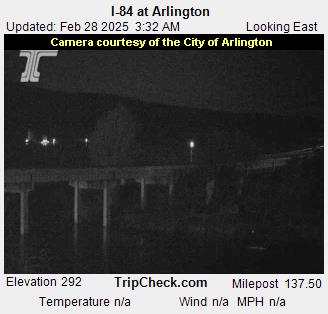 I-84 at Arlington
Updated: Feb 28 2025 3:32 AM Looking East
Camera courtesy of the City of Arlington
Elevation 292 TripCheck.com Milepost 137.50
Temperature n/a Wind n/a MPH n/a